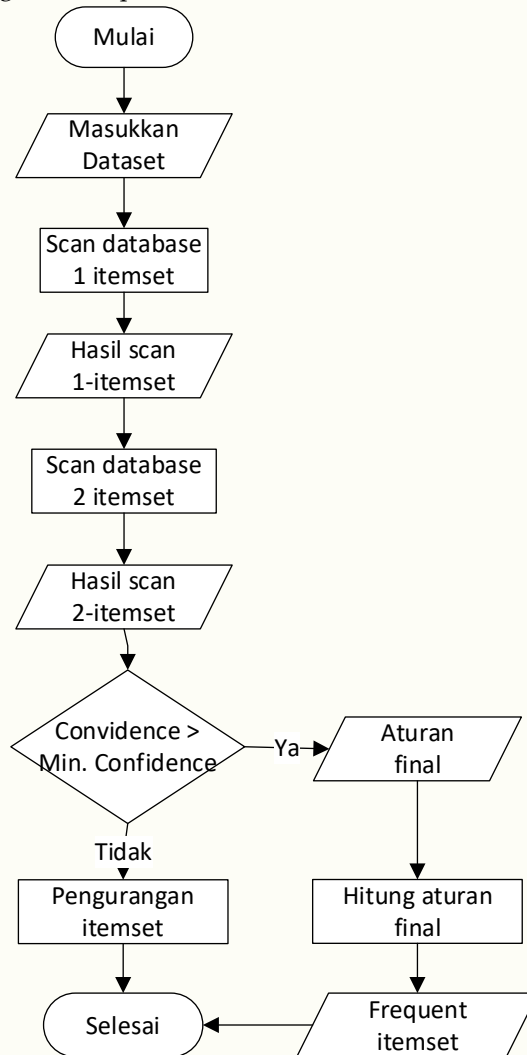 Mulai
Masukkan
Dataset
Scan database
1 itemset
Hasil scan
1-itemset
Scan database
2 itemset
Hasil scan
2-itemset
Convidence >
Min. Confidence
Ya
Aturan
final
Tidak
Pengurangan
itemset
Hitung aturan
final
Selesai
Frequent
itemset